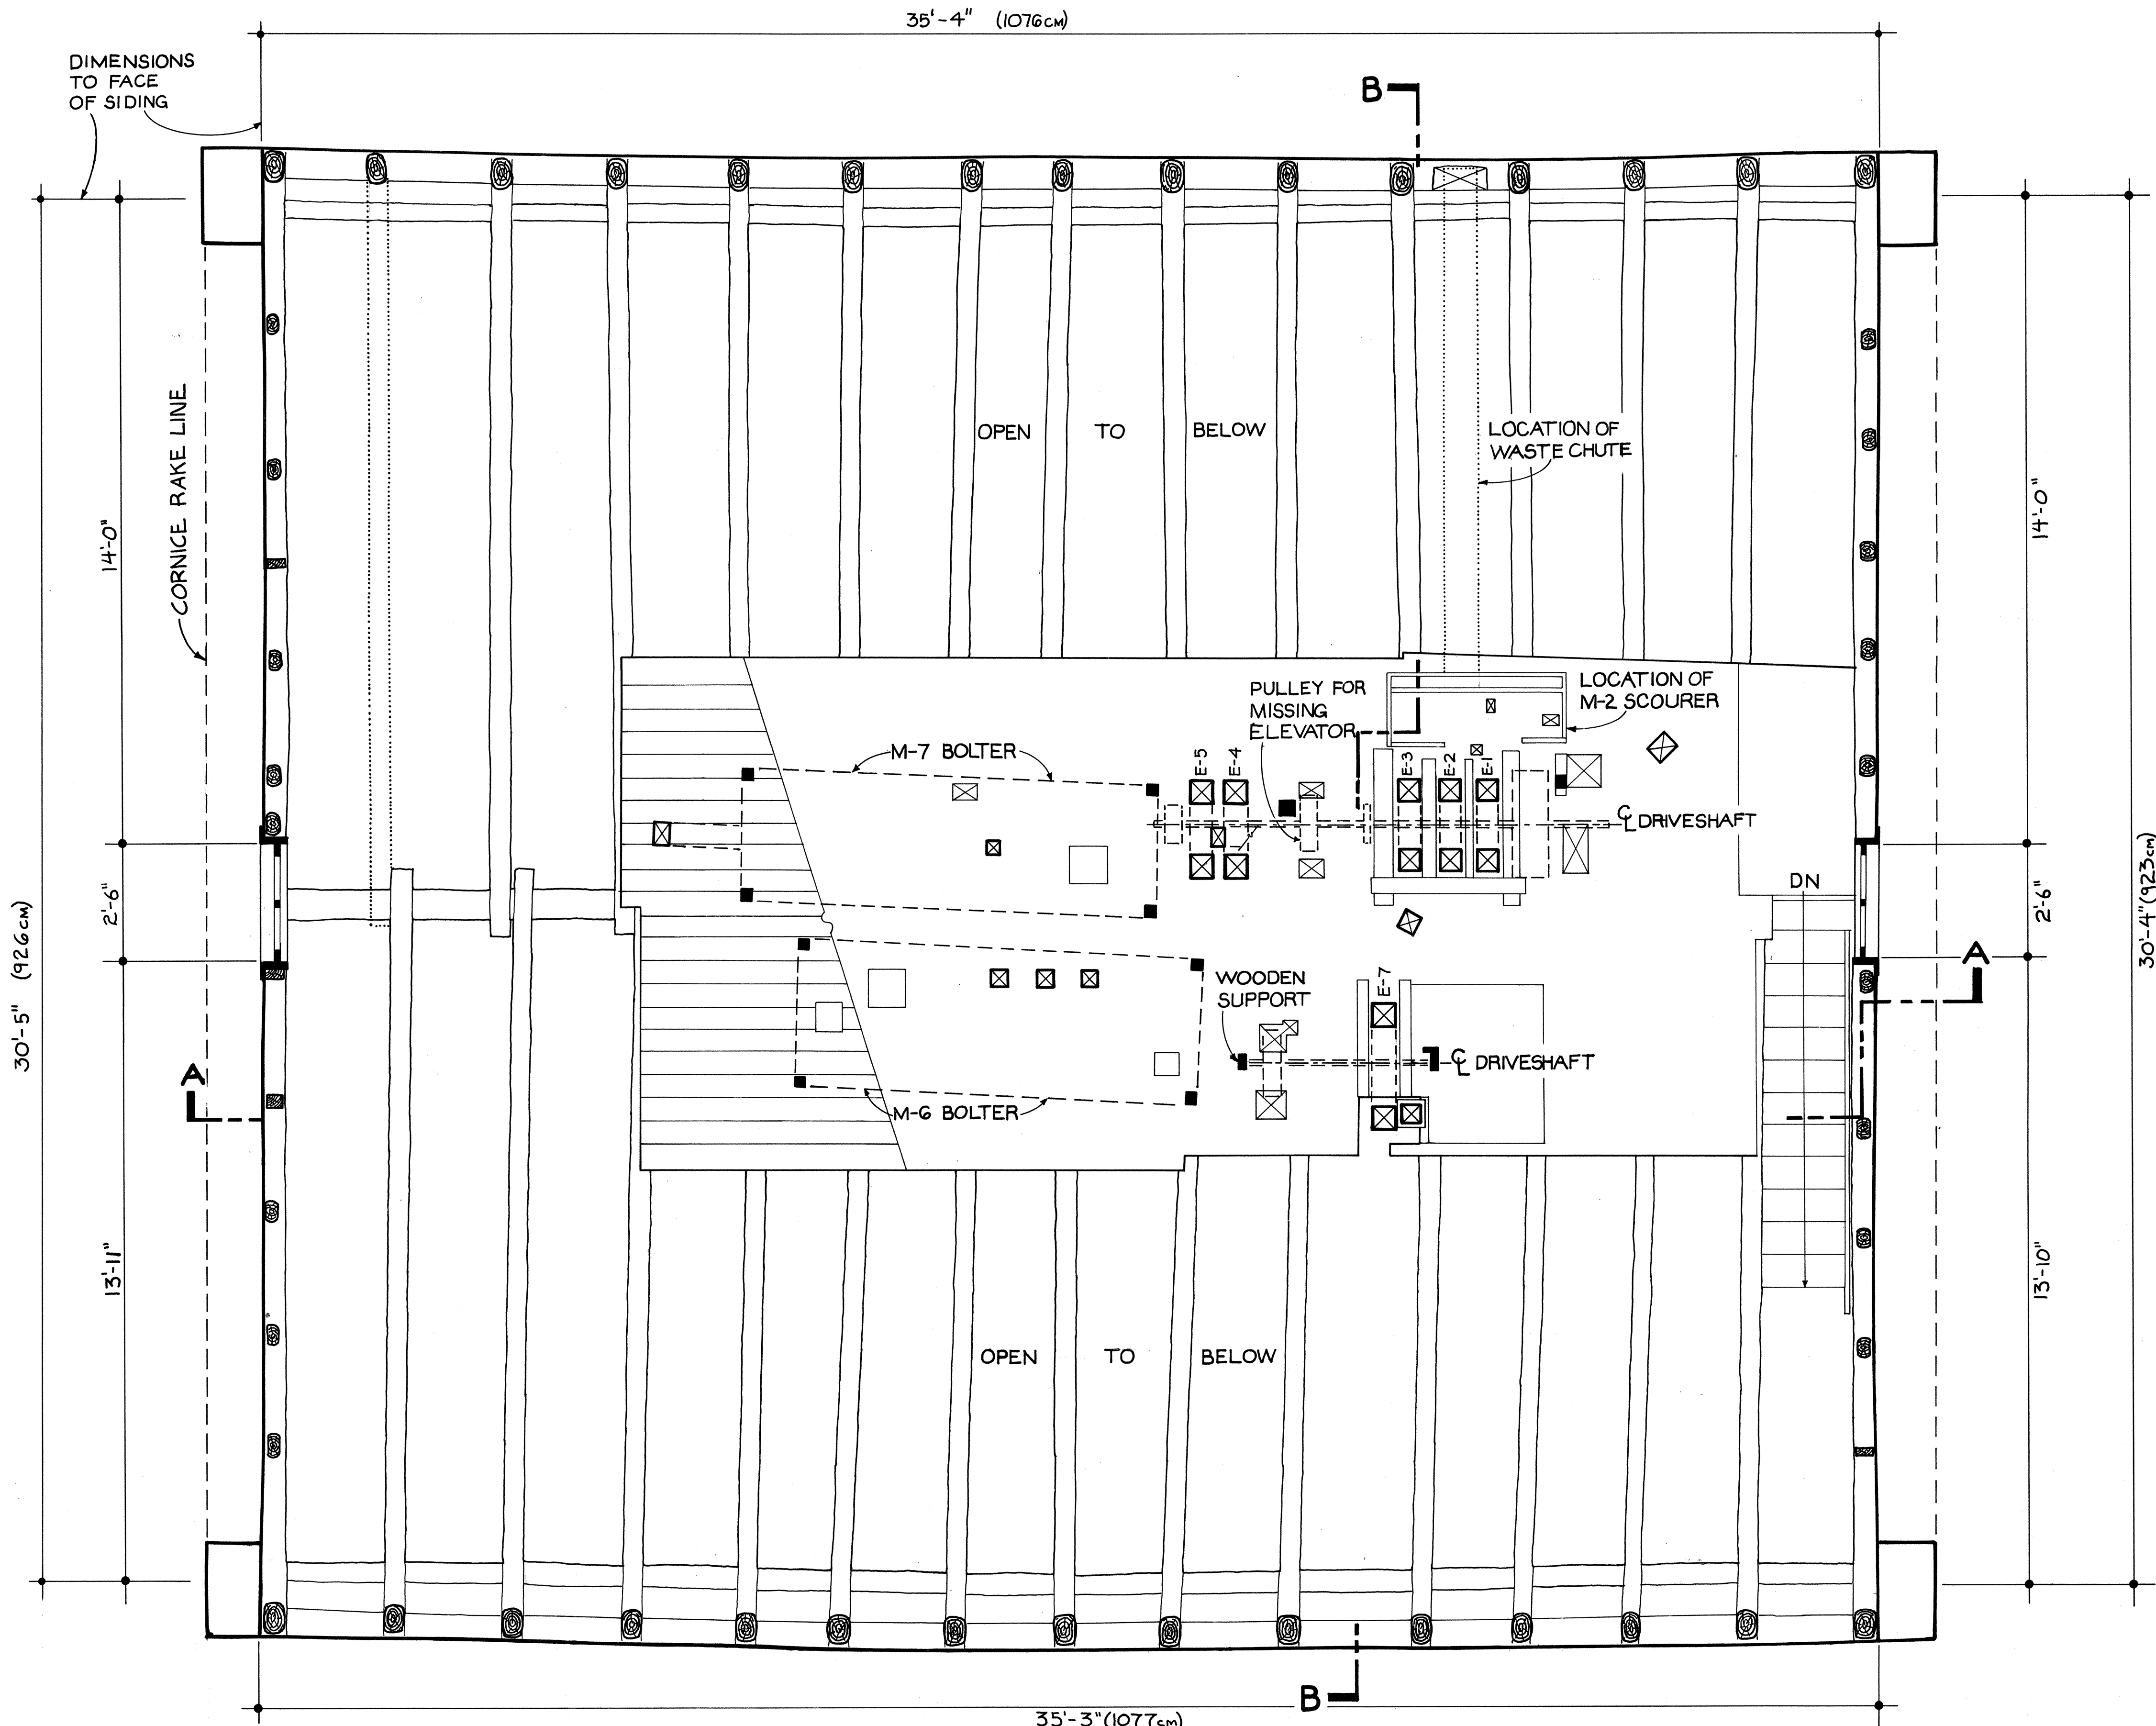 35'-4" (1076CM)
DIMENSIONS
TO FACE
OF SIDING
B
CORNICE RAKE LINE
14'-0"
2'-6"
13'-11"
30'-5" (926CM)
OPEN TO BELOW
LOCATION OF
WASTE CHUTE
14'-0"
2'-6"
13'-10"
30'-4" (923CM)
PULLEY FOR
MISSING
ELEVATOR
LOCATION OF
M-2 SCOURER
M-7 BOLTER
E-5
E-4
E-3
E-2
E-1
CL DRIVESHAFT
DN
A
WOODEN
SUPPORT
E-7
CL DRIVESHAFT
A
M-6 BOLTER
OPEN TO BELOW
B
35'-3" (1077CM)